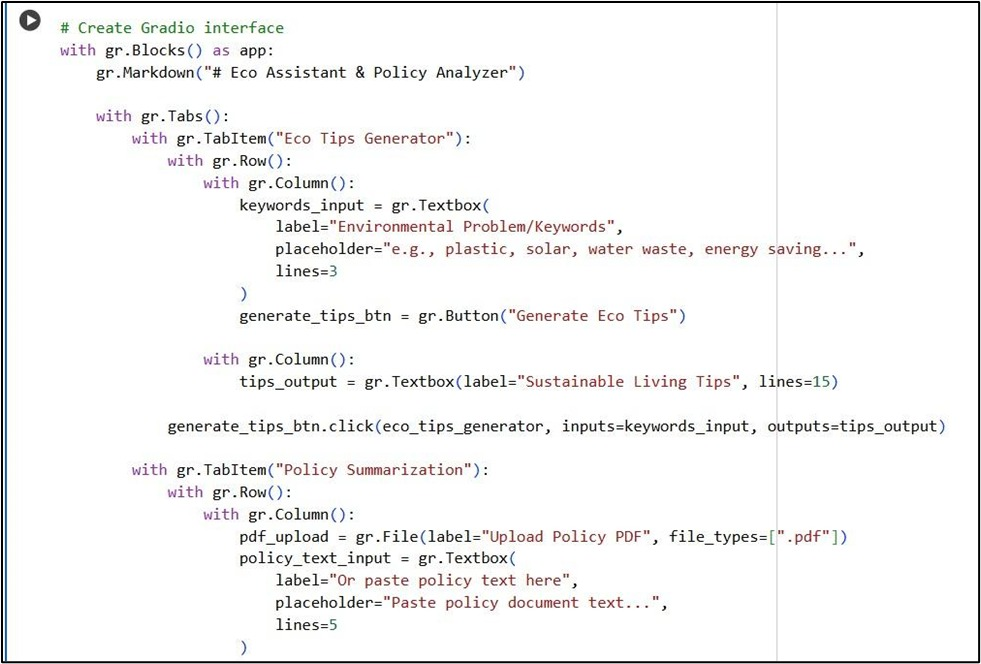 # Create Gradio interface
with gr.Blocks() as app:
    gr.Markdown("# Eco Assistant & Policy Analyzer")

    with gr.Tabs():
        with gr.TabItem("Eco Tips Generator"):
            with gr.Row():
                with gr.Column():
                    keywords_input = gr.Textbox(
                        label="Environmental Problem/Keywords",
                        placeholder="e.g., plastic, solar, water waste, energy saving...",
                        lines=3
                    )
                    generate_tips_btn = gr.Button("Generate Eco Tips")

                with gr.Column():
                    tips_output = gr.Textbox(label="Sustainable Living Tips", lines=15)

            generate_tips_btn.click(eco_tips_generator, inputs=keywords_input, outputs=tips_output)

        with gr.TabItem("Policy Summarization"):
            with gr.Row():
                with gr.Column():
                    pdf_upload = gr.File(label="Upload Policy PDF", file_types=[".pdf"])
                    policy_text_input = gr.Textbox(
                        label="Or paste policy text here",
                        placeholder="Paste policy document text...",
                        lines=5
                    )